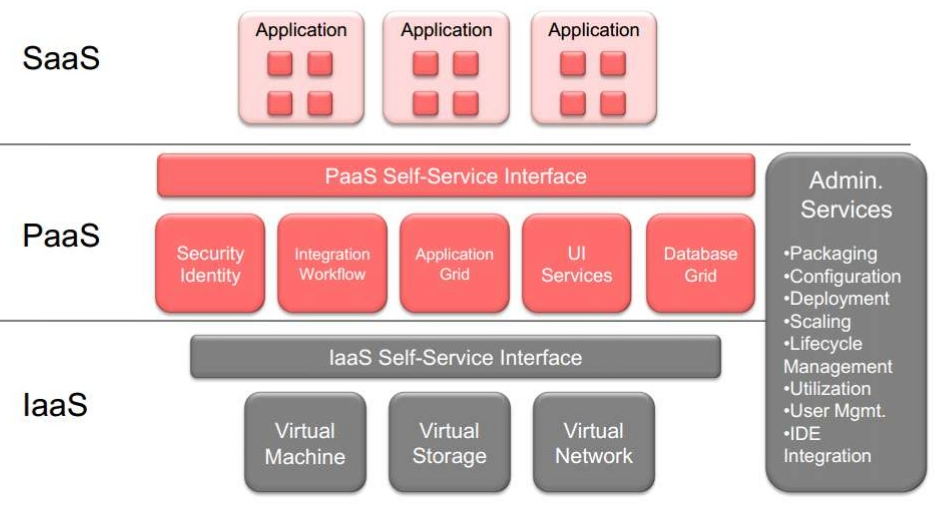 SaaS
Application
Application
Application
PaaS
PaaS Self-Service Interface
Security
Identity
Integration
Workflow
Application
Grid
UI
Services
Database
Grid
Admin.
Services
•Packaging
•Configuration
•Deployment
•Scaling
•Lifecycle
Management
•Utilization
•User Mgmt.
•IDE
Integration
IaaS
IaaS Self-Service Interface
Virtual
Machine
Virtual
Storage
Virtual
Network